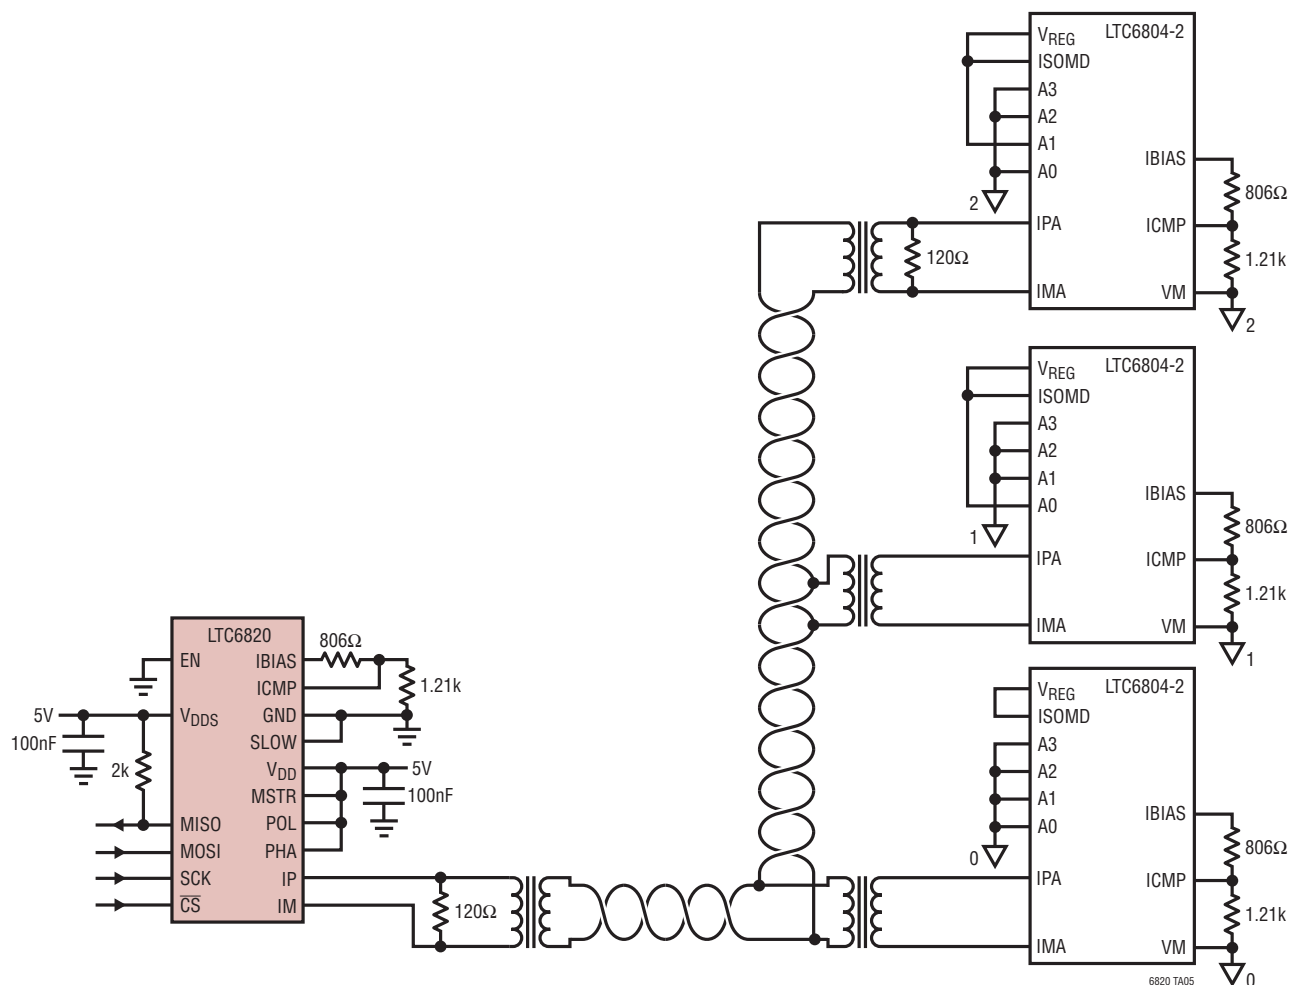 LTC6804-2
VREG
ISOMD
A3
A2
A1
A0
IBIAS
806Ω
2
IPA
ICMP
120Ω
1.21k
IMA
VM
2
LTC6804-2
VREG
ISOMD
A3
A2
A1
A0
IBIAS
806Ω
1
IPA
ICMP
1.21k
IMA
VM
1
LTC6820
806Ω
EN
IBIAS
ICMP
1.21k
5V
VDDS
GND
100nF
SLOW
2k
VDD
5V
MSTR
100nF
MISO
POL
MOSI
PHA
SCK
IP
CS
IM
120Ω
LTC6804-2
VREG
ISOMD
A3
A2
A1
A0
IBIAS
806Ω
0
IPA
ICMP
1.21k
IMA
VM
0
6820 TA05